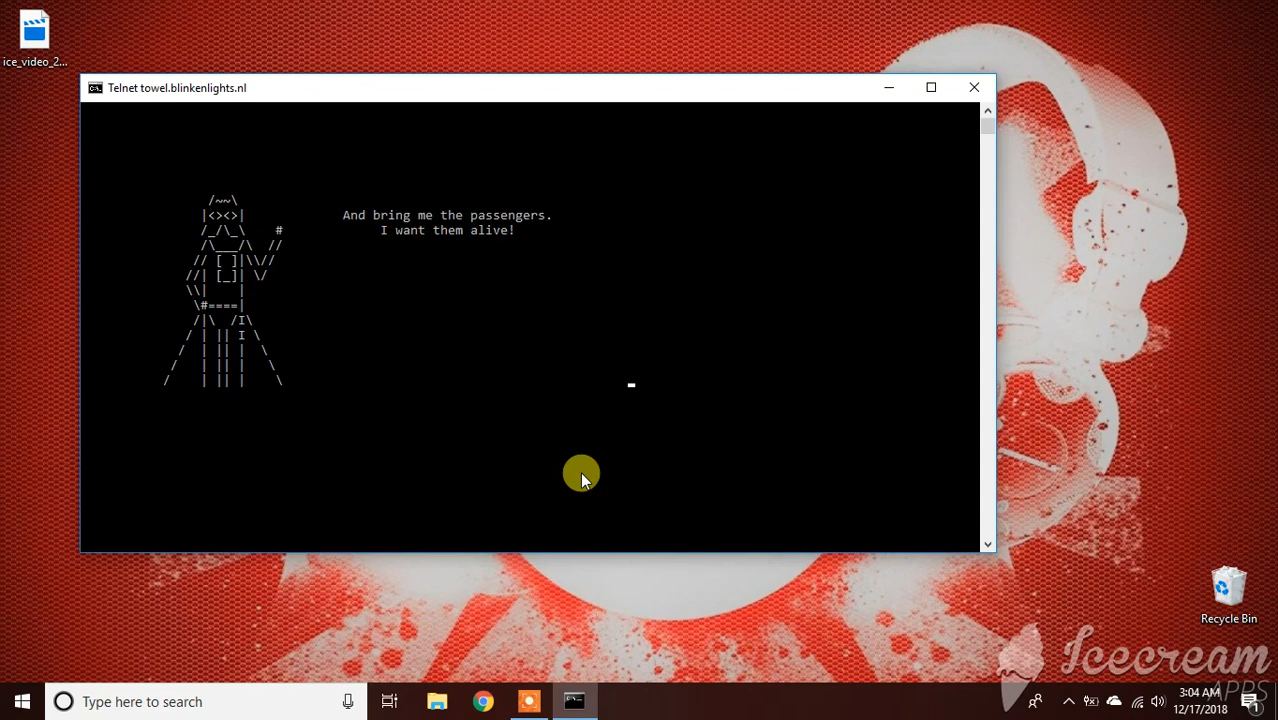 ice_video_2...
Telnet towel.blinkenlights.nl
And bring me the passengers.
I want them alive!
Recycle Bin
Icecream
APPS
Type here to search
3:04 AM
12/17/2018
1